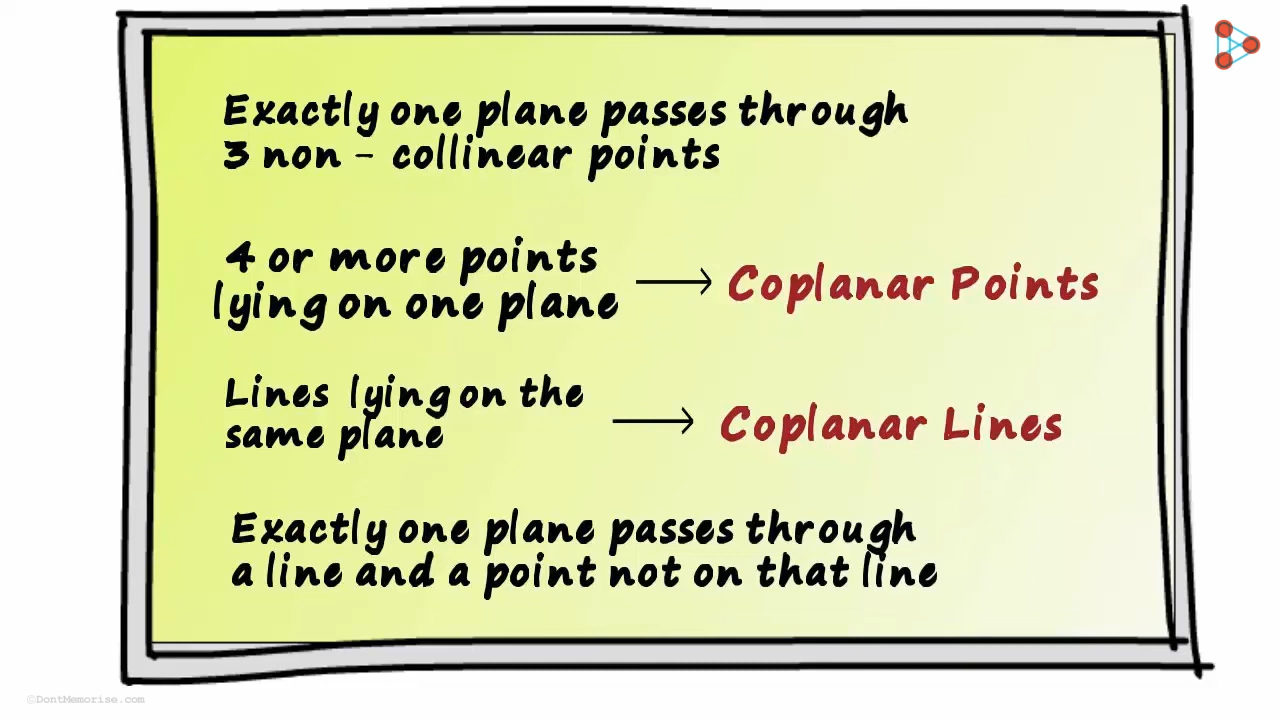 Exactly one plane passes through
3 non - collinear points
4 or more points
lying on one plane
Coplanar Points
Lines lying on the
same plane
Coplanar Lines
Exactly one plane passes through
a line and a point not on that line
©DontMemorise.com